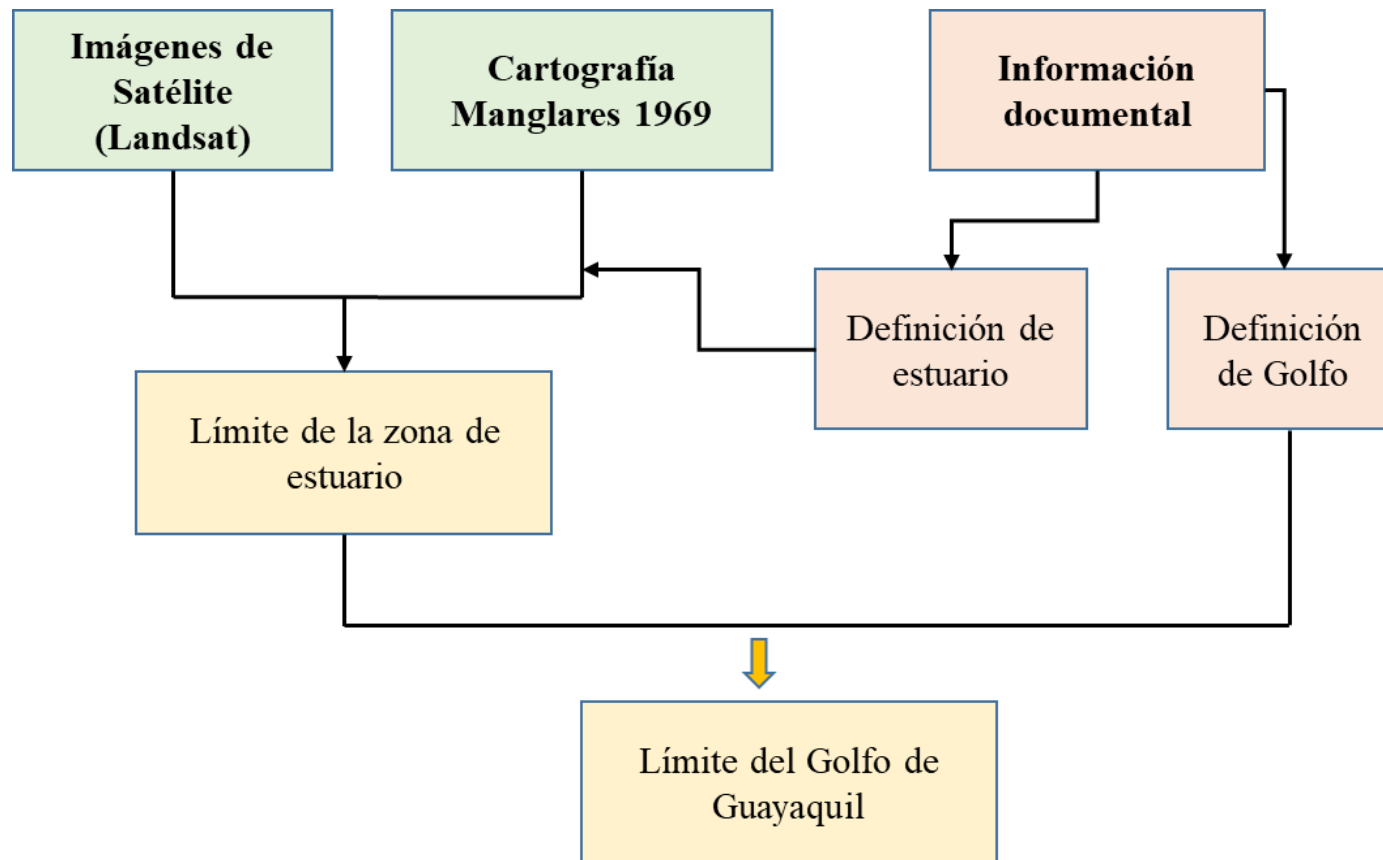 Imágenes de
Satélite
(Landsat)
Cartografía
Manglares 1969
Información
documental
Definición de
estuario
Definición
de Golfo
Límite de la zona de
estuario
Límite del Golfo de
Guayaquil